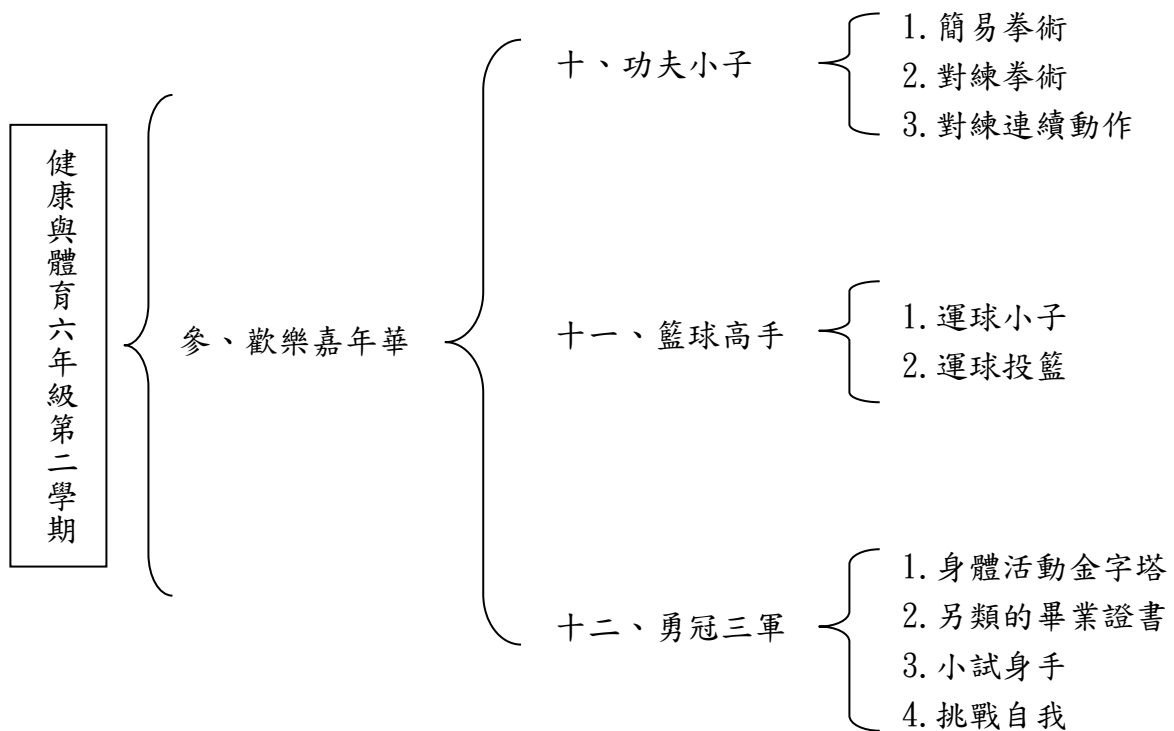 健康與體育六年級第二學期
參、歡樂嘉年華
十、功夫小子
1.簡易拳術
2.對練拳術
3.對練連續動作
十一、籃球高手
1.運球小子
2.運球投籃
十二、勇冠三軍
1.身體活動金字塔
2.另類的畢業證書
3.小試身手
4.挑戰自我